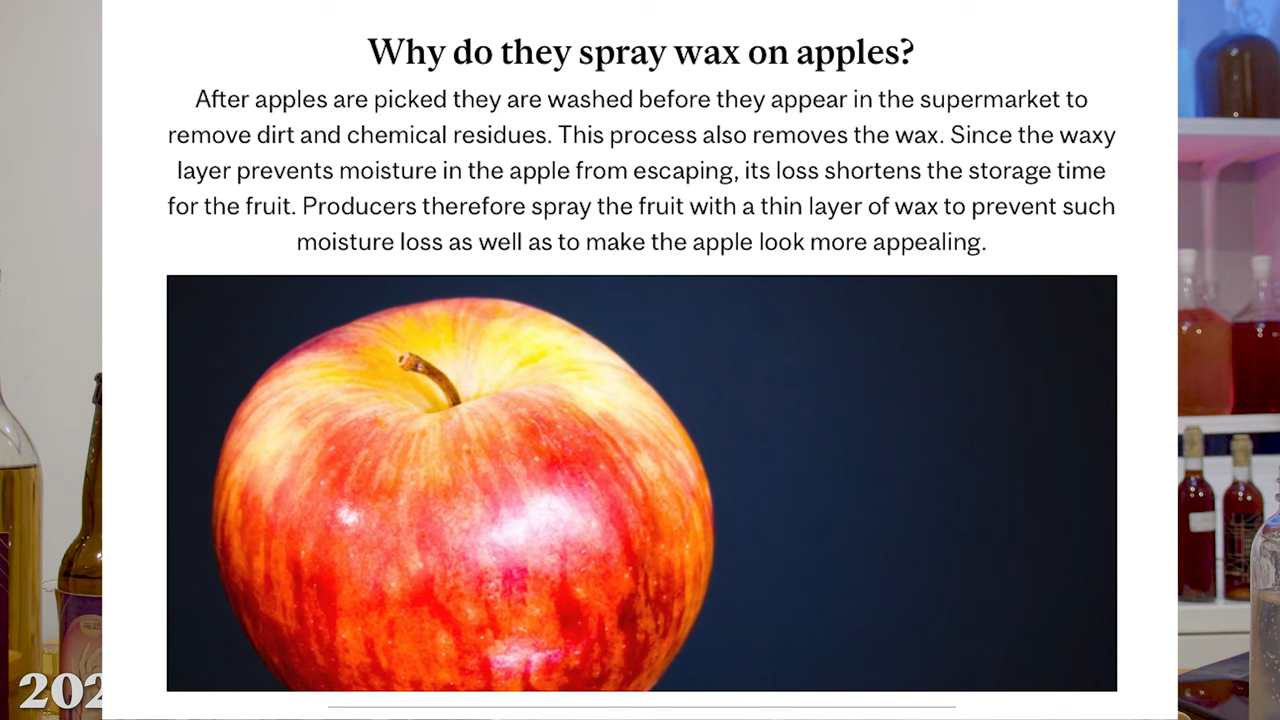 Why do they spray wax on apples?
After apples are picked they are washed before they appear in the supermarket to
remove dirt and chemical residues. This process also removes the wax. Since the waxy
layer prevents moisture in the apple from escaping, its loss shortens the storage time
for the fruit. Producers therefore spray the fruit with a thin layer of wax to prevent such
moisture loss as well as to make the apple look more appealing.